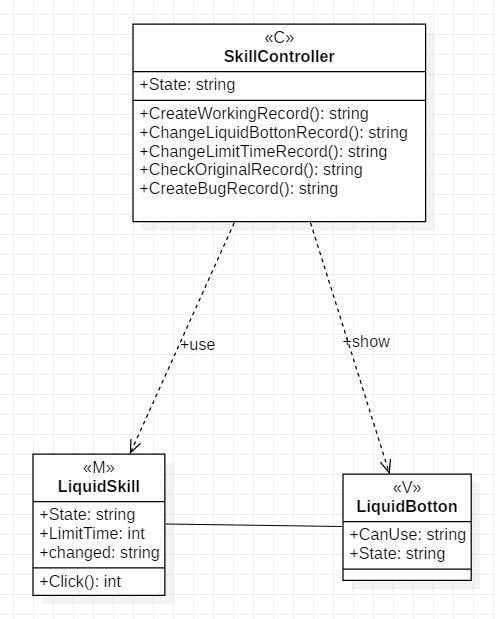 «C»
SkillController
+State: string
+CreateWorkingRecord(): string
+ChangeLiquidBottonRecord(): string
+ChangeLimitTimeRecord(): string
+CheckOriginalRecord(): string
+CreateBugRecord(): string
+use
+show
«M»
LiquidSkill
+State: string
+LimitTime: int
+changed: string
+Click(): int
«V»
LiquidBotton
+CanUse: string
+State: string